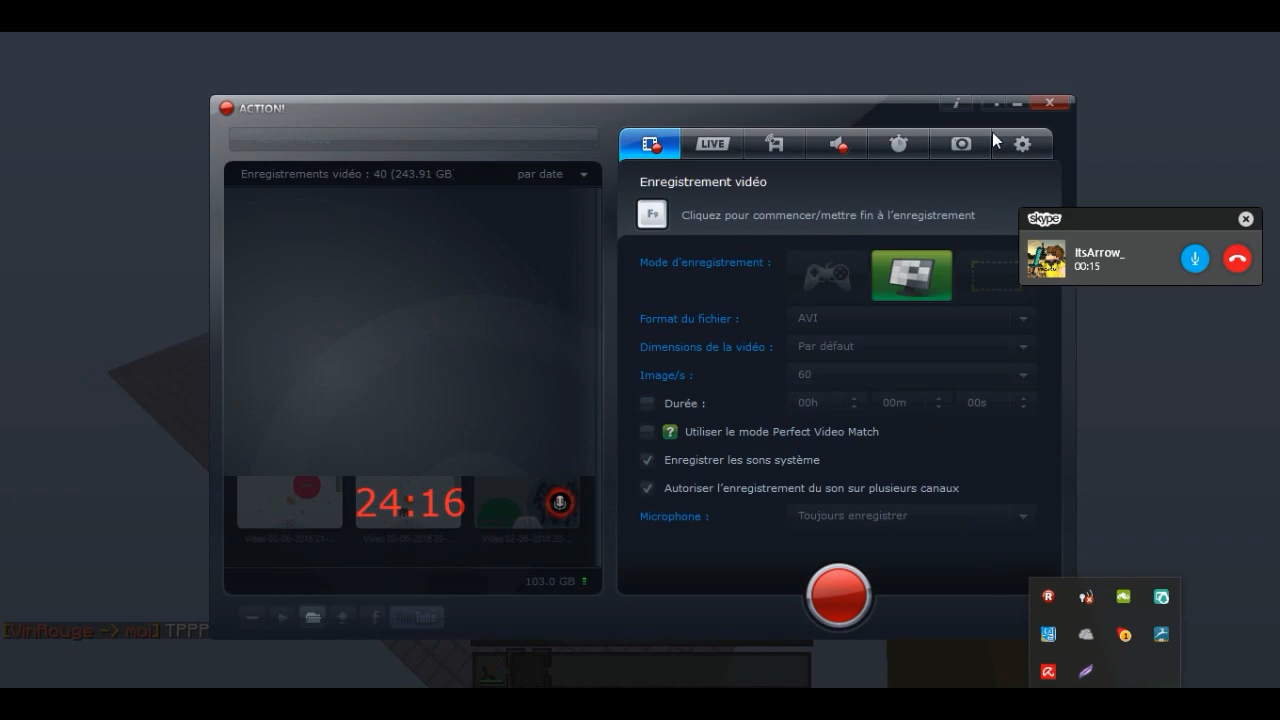 ACTION!
LIVE
Enregistrements vidéo : 40 (243.91 GB
par date
Enregistrement vidéo
F9
Cliquez pour commencer/mettre fin à l'enregistrement
skype
ItsArrow_
00:15
Mode d'enregistrement :
Format du fichier :
AVI
Dimensions de la vidéo :
Par défaut
Image/s :
60
Durée :
00h
00m
00s
? Utiliser le mode Perfect Video Match
Enregistrer les sons système
Autoriser l'enregistrement du son sur plusieurs canaux
Microphone :
Toujours enregistrer
24:16
103.0 GB
[VinRouge -> moi] TPPP